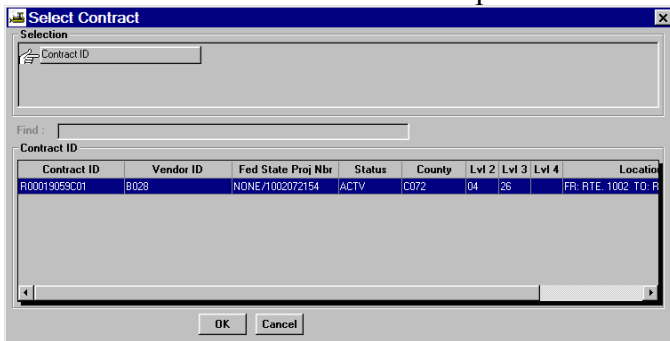 Select Contract
Selection
Contract ID
Find :
Contract ID
Contract ID Vendor ID Fed State Proj Nbr Status County Lvl 2 Lvl 3 Lvl 4 Location
R00019059C01 B028 NONE/1002072154 ACTV C072 04 26 FR: RTE. 1002 TO: R
OK Cancel